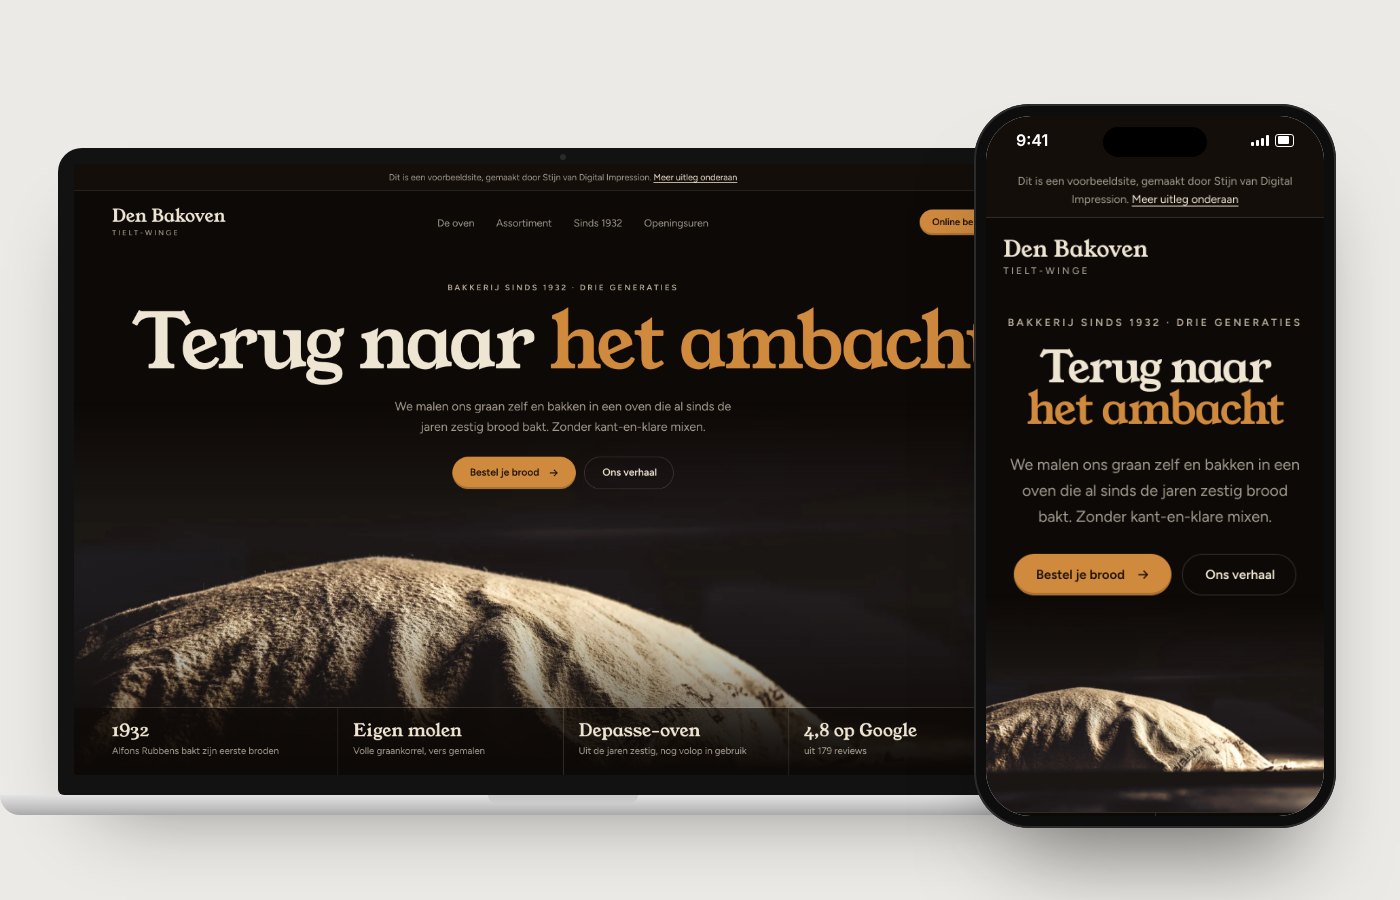 Dit is een voorbeeldsite, gemaakt door Stijn van Digital Impression. Meer uitleg onderaan
Den Bakoven
TIELT-WINGE
De oven
Assortiment
Sinds 1932
Openingsuren
Online
BAKKERIJ SINDS 1932 · DRIE GENERATIES
Terug naar het ambacht
We malen ons graan zelf en bakken in een oven die al sinds de
jaren zestig brood bakt. Zonder kant-en-klare mixen.
Bestel je brood →
Ons verhaal
1932
Alfons Rubbens bakt zijn eerste broden
Eigen molen
Volle graankorrel, vers gemalen
Depasse-oven
Uit de jaren zestig, nog volop in gebruik
4,8 op Google
uit 179 reviews
9:41
Dit is een voorbeeldsite, gemaakt door Stijn van Digital
Impression. Meer uitleg onderaan
Den Bakoven
TIELT-WINGE
BAKKERIJ SINDS 1932 · DRIE GENERATIES
Terug naar
het ambacht
We malen ons graan zelf en bakken in een
oven die al sinds de jaren zestig brood
bakt. Zonder kant-en-klare mixen.
Bestel je brood →
Ons verhaal